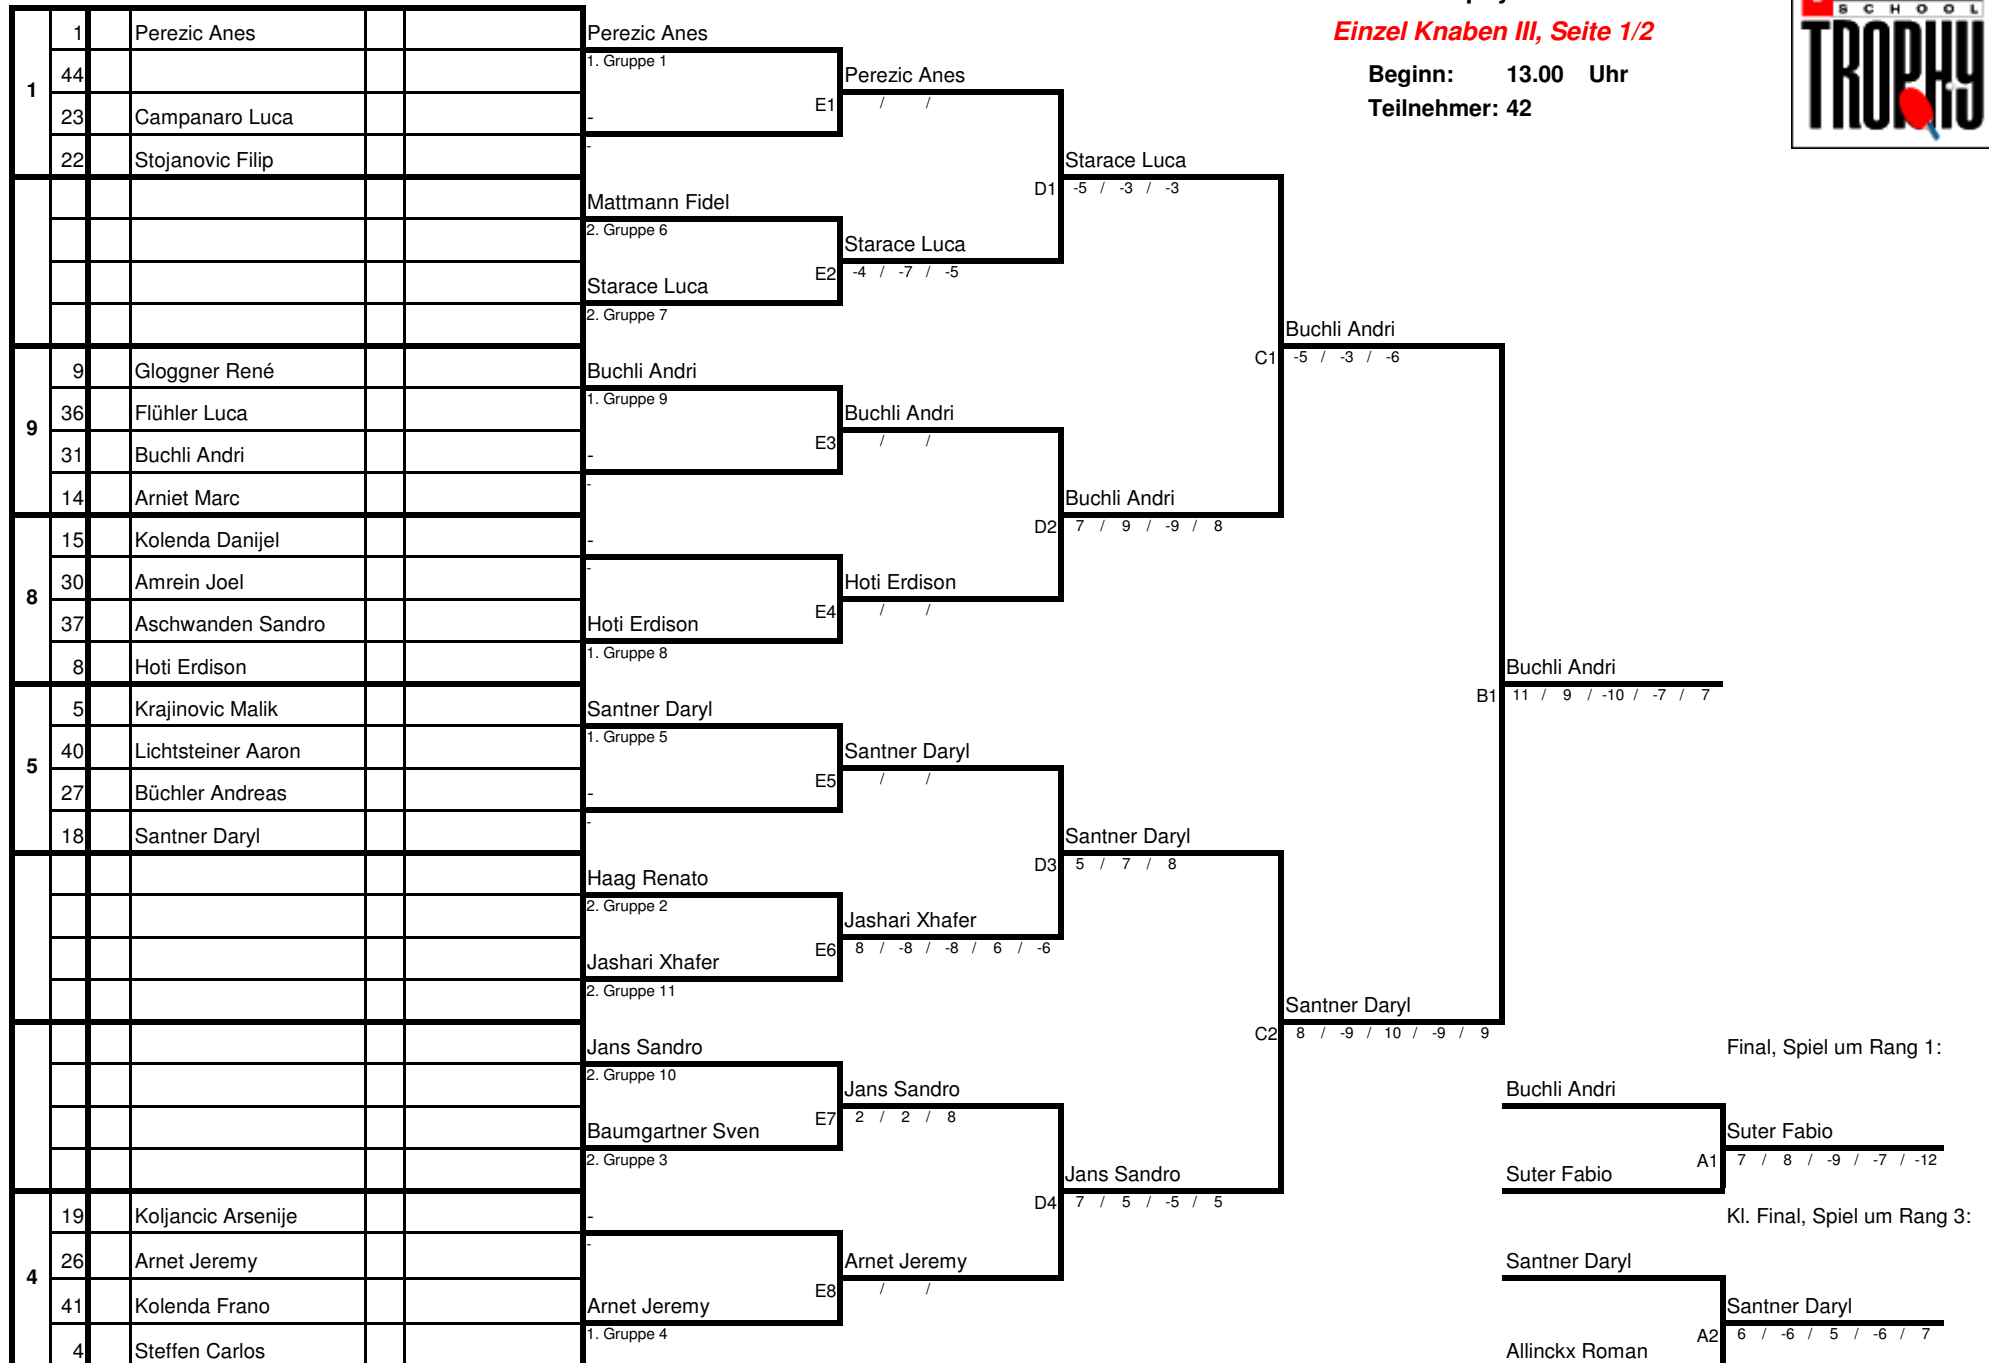 Einzel Knaben III, Seite 1/2
Beginn: 13.00 Uhr
Teilnehmer: 42
SCHOOL
TROPHY
1
1 Perezic Anes
44
23 Campanaro Luca
22 Stojanovic Filip
9
9 Gloggner René
36 Flühler Luca
31 Buchli Andri
14 Arniet Marc
8
15 Kolenda Danijel
30 Amrein Joel
37 Aschwanden Sandro
8 Hoti Erdison
5
5 Krajinovic Malik
40 Lichtsteiner Aaron
27 Büchler Andreas
18 Santner Daryl
4
19 Koljancic Arsenije
26 Arnet Jeremy
41 Kolenda Frano
4 Steffen Carlos
Perezic Anes
1. Gruppe 1
-
-
Mattmann Fidel
2. Gruppe 6
Starace Luca
2. Gruppe 7
Buchli Andri
1. Gruppe 9
-
-
-
-
Hoti Erdison
1. Gruppe 8
Santner Daryl
1. Gruppe 5
-
-
Haag Renato
2. Gruppe 2
Jashari Xhafer
2. Gruppe 11
Jans Sandro
2. Gruppe 10
Baumgartner Sven
2. Gruppe 3
-
-
Arnet Jeremy
1. Gruppe 4
Perezic Anes
E1 / /
Starace Luca
E2 -4 / -7 / -5
Buchli Andri
E3 / /
Hoti Erdison
E4 / /
Santner Daryl
E5 / /
Jashari Xhafer
E6 8 / -8 / -8 / 6 / -6
Jans Sandro
E7 2 / 2 / 8
Arnet Jeremy
E8 / /
Starace Luca
D1 -5 / -3 / -3
Buchli Andri
D2 7 / 9 / -9 / 8
Santner Daryl
D3 5 / 7 / 8
Jans Sandro
D4 7 / 5 / -5 / 5
Buchli Andri
C1 -5 / -3 / -6
Santner Daryl
C2 8 / -9 / 10 / -9 / 9
Buchli Andri
B1 11 / 9 / -10 / -7 / 7
Final, Spiel um Rang 1:
Buchli Andri
Suter Fabio
A1 7 / 8 / -9 / -7 / -12
Suter Fabio
Kl. Final, Spiel um Rang 3:
Santner Daryl
Santner Daryl
A2 6 / -6 / 5 / -6 / 7
Allinckx Roman